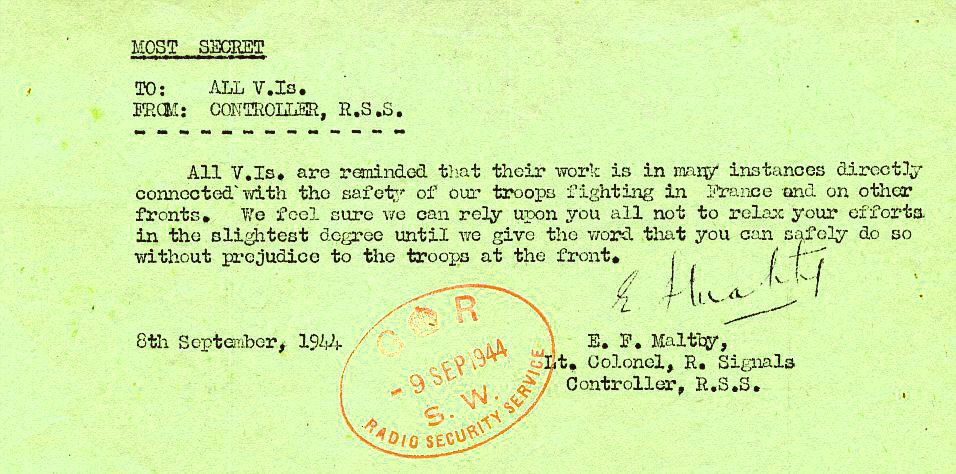 MOST SECRET
TO: ALL V.Is.
FROM: CONTROLLER, R.S.S.
All V.Is. are reminded that their work is in many instances directly
connected with the safety of our troops fighting in France and on other
fronts. We feel sure we can rely upon you all not to relax your efforts
in the slightest degree until we give the word that you can safely do so
without prejudice to the troops at the front.
E F Maltby
8th September, 1944
E. F. Maltby,
Lt. Colonel, R. Signals
Controller, R.S.S.
G R
- 9 SEP 1944
S. W.
RADIO SECURITY SERVICE